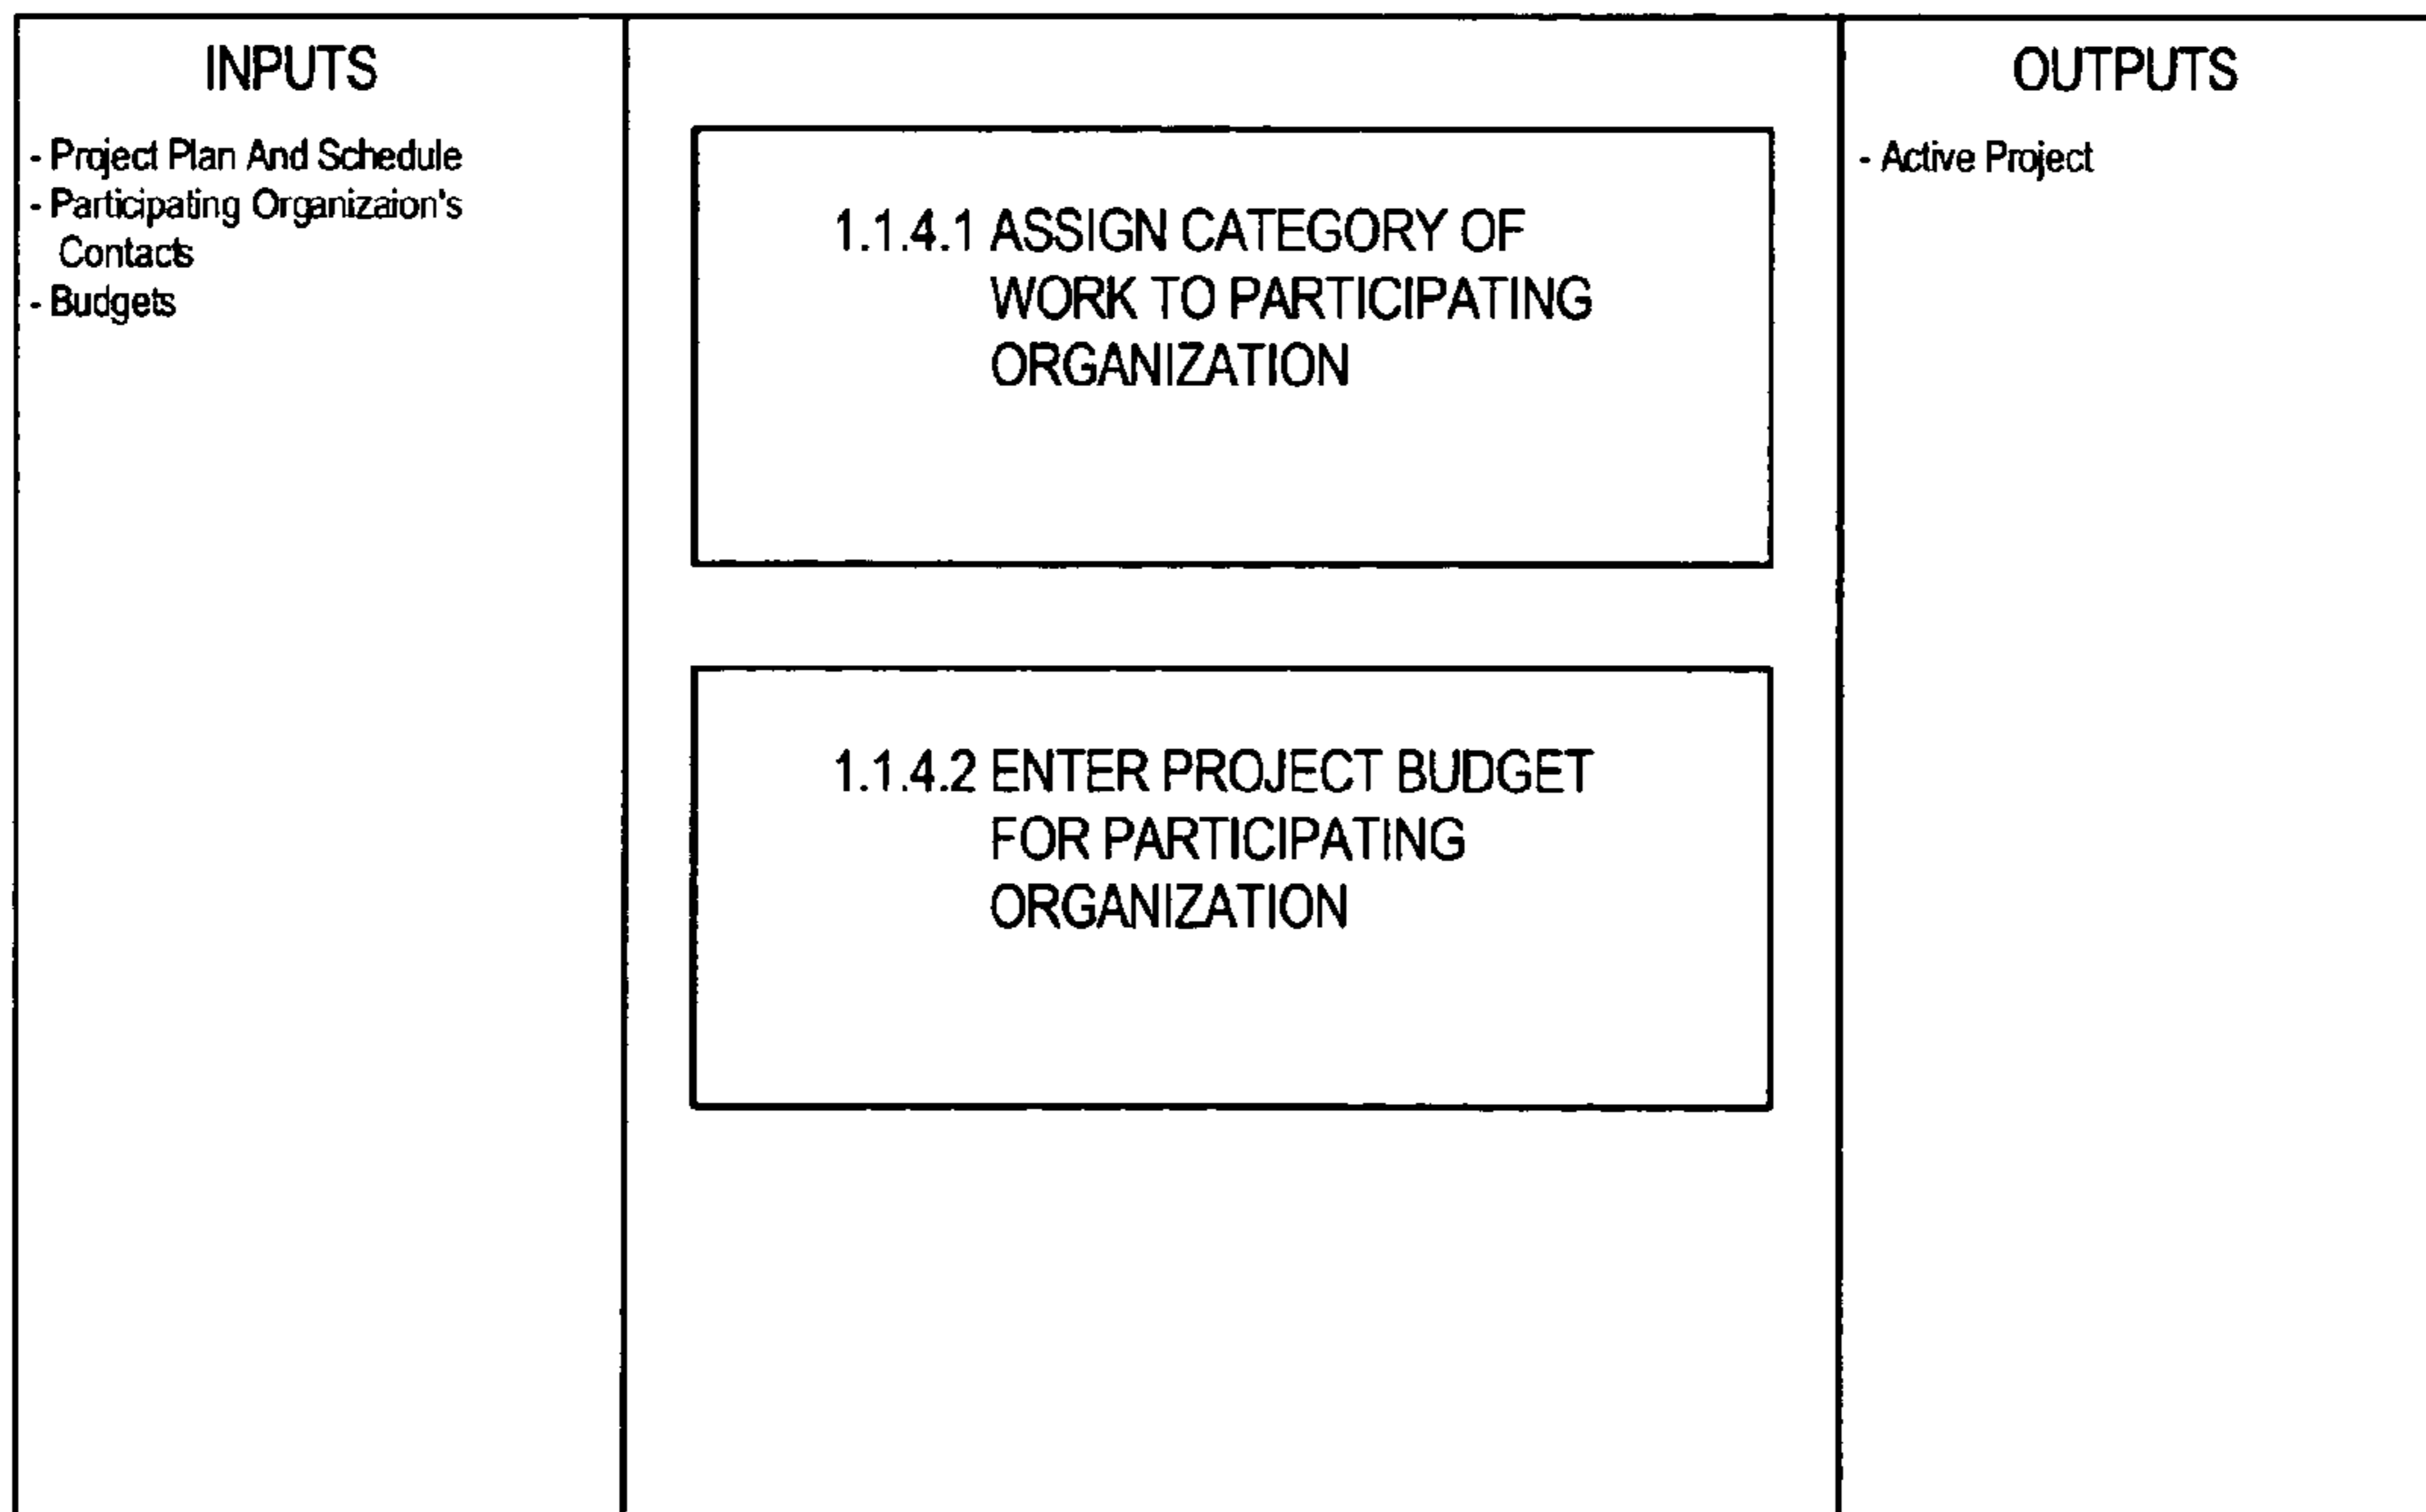 INPUTS
- Project Plan And Schedule
- Participating Organizaion's
Contacts
- Budgets
1.1.4.1 ASSIGN CATEGORY OF
WORK TO PARTICIPATING
ORGANIZATION
1.1.4.2 ENTER PROJECT BUDGET
FOR PARTICIPATING
ORGANIZATION
OUTPUTS
- Active Project